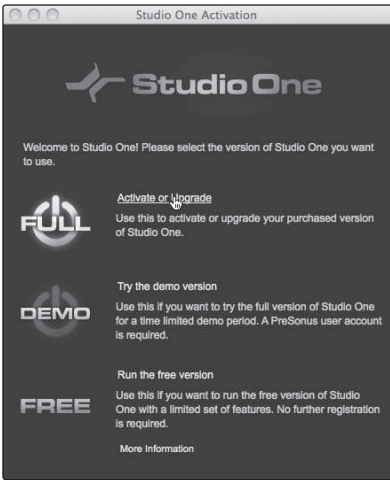 Studio One Activation
Studio One
Welcome to Studio One! Please select the version of Studio One you want
to use.
Activate or Upgrade
FULL
Use this to activate or upgrade your purchased version
of Studio One.
Try the demo version
DEMO
Use this if you want to try the full version of Studio One
for a time limited demo period. A PreSonus user account
is required.
Run the free version
FREE
Use this if you want to run the free version of Studio
One with a limited set of features. No further registration
is required.
More Information